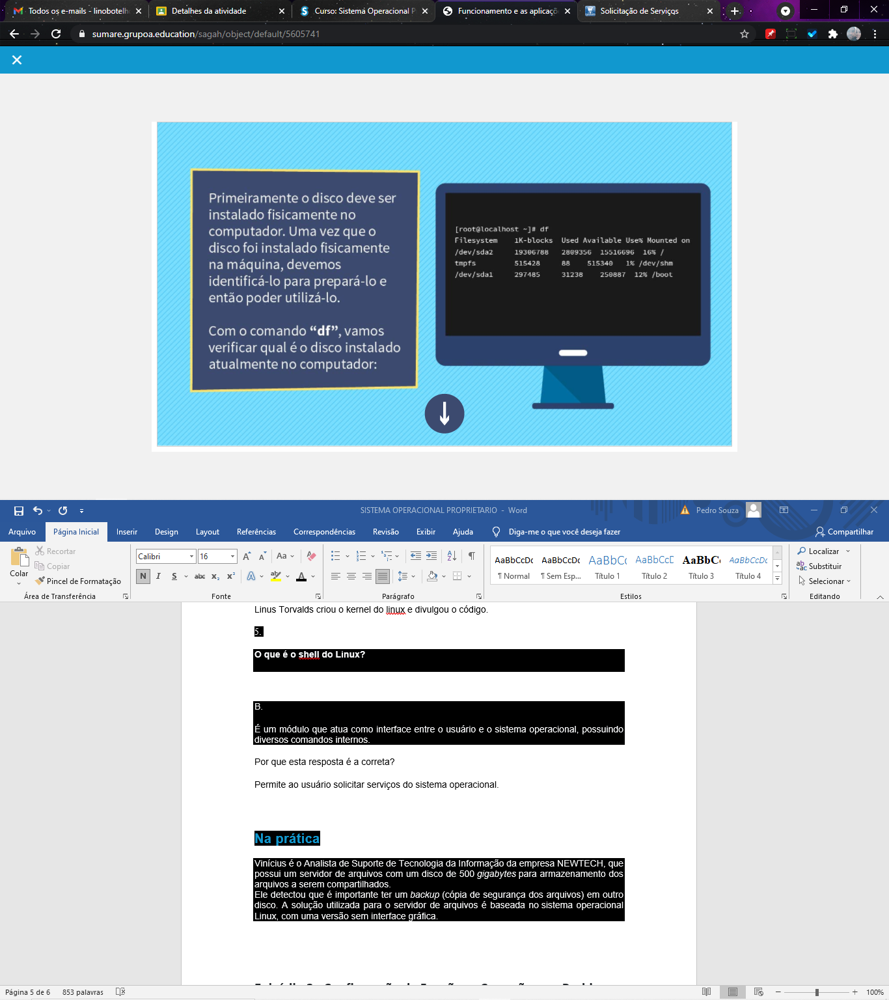 Todos os e-mails - linobotelh
Detalhes da atividade
Curso: Sistema Operacional P
Funcionamento e as aplicaçõ
Solicitação de Serviços
sumare.grupoa.education/sagah/object/default/5605741
Primeiramente o disco deve ser
instalado fisicamente no
computador. Uma vez que o
disco foi instalado fisicamente
na máquina, devemos
identificá-lo para prepará-lo e
então poder utilizá-lo.
Com o comando “df”, vamos
verificar qual é o disco instalado
atualmente no computador:
[root@localhost ~]# df
Filesystem 1K-blocks Used Available Use% Mounted on
/dev/sda2 19306788 2809356 15516696 16% /
tmpfs 515428 88 515340 1% /dev/shm
/dev/sda1 297485 31238 250887 12% /boot
SISTEMA OPERACIONAL PROPRIETARIO - Word
Pedro Souza
Arquivo Página Inicial Inserir Design Layout Referências Correspondências Revisão Exibir Ajuda Diga-me o que você deseja fazer Compartilhar
Colar
Recortar
Copiar
Pincel de Formatação
Área de Transferência
Calibri 16
Aa
N I S abc x₂ x²
Fonte
Parágrafo
AaBbCcDc AaBbCcDc AaBbCc AaBbCcD AaBbCc AaBbCcDc
¶ Normal ¶ Sem Esp... Título 1 Título 2 Título 3 Título 4
Estilos
Localizar
Substituir
Selecionar
Editando
Linus Torvalds criou o kernel do linux e divulgou o código.
5.
O que é o shell do Linux?
B.
É um módulo que atua como interface entre o usuário e o sistema operacional, possuindo
diversos comandos internos.
Por que esta resposta é a correta?
Permite ao usuário solicitar serviços do sistema operacional.
Na prática
Vinícius é o Analista de Suporte de Tecnologia da Informação da empresa NEWTECH, que
possui um servidor de arquivos com um disco de 500 gigabytes para armazenamento dos
arquivos a serem compartilhados.
Ele detectou que é importante ter um backup (cópia de segurança dos arquivos) em outro
disco. A solução utilizada para o servidor de arquivos é baseada no sistema operacional
Linux, com uma versão sem interface gráfica.
Página 5 de 6 853 palavras
100%